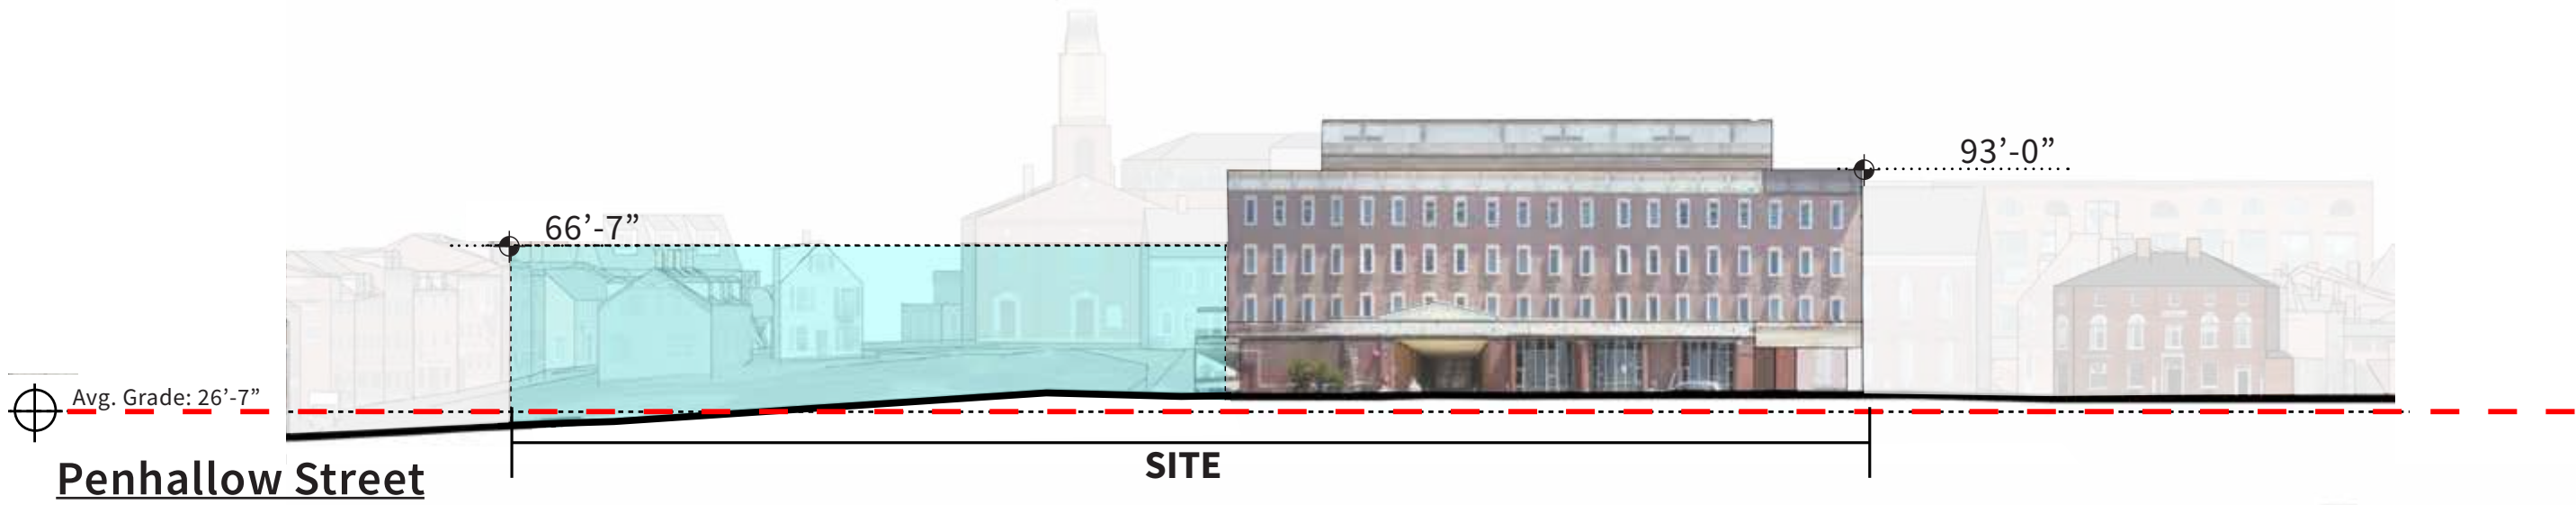 93’-0”
66’-7”
Avg. Grade: 26’-7”
SITE
Penhallow Street